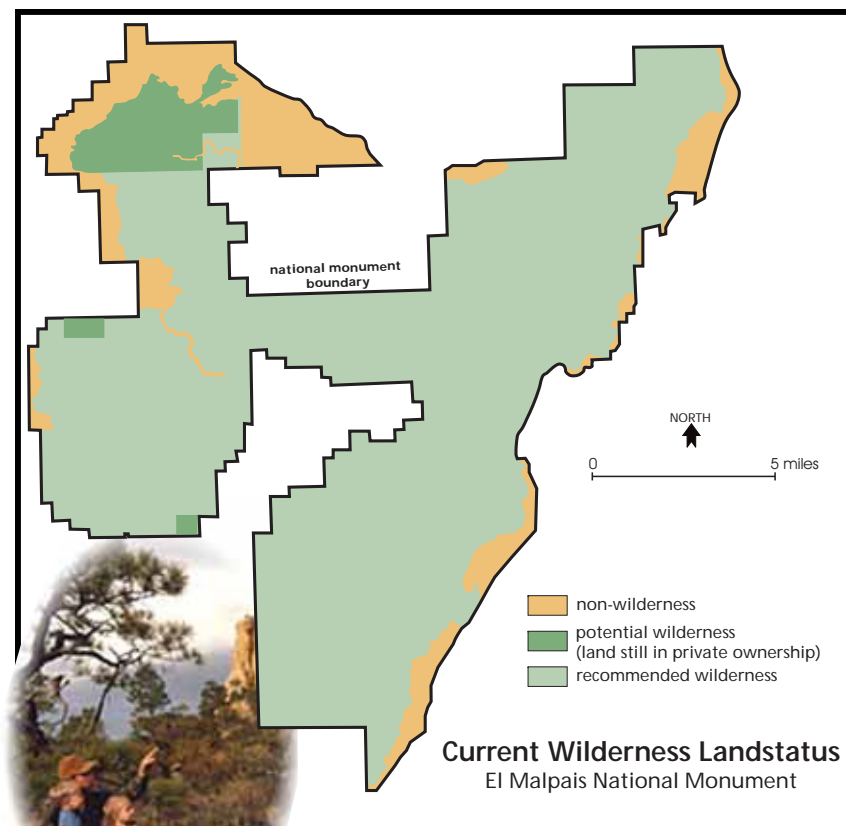 national monument
boundary
NORTH
0 5 miles
non-wilderness
potential wilderness
(land still in private ownership)
recommended wilderness
Current Wilderness Landstatus
El Malpais National Monument